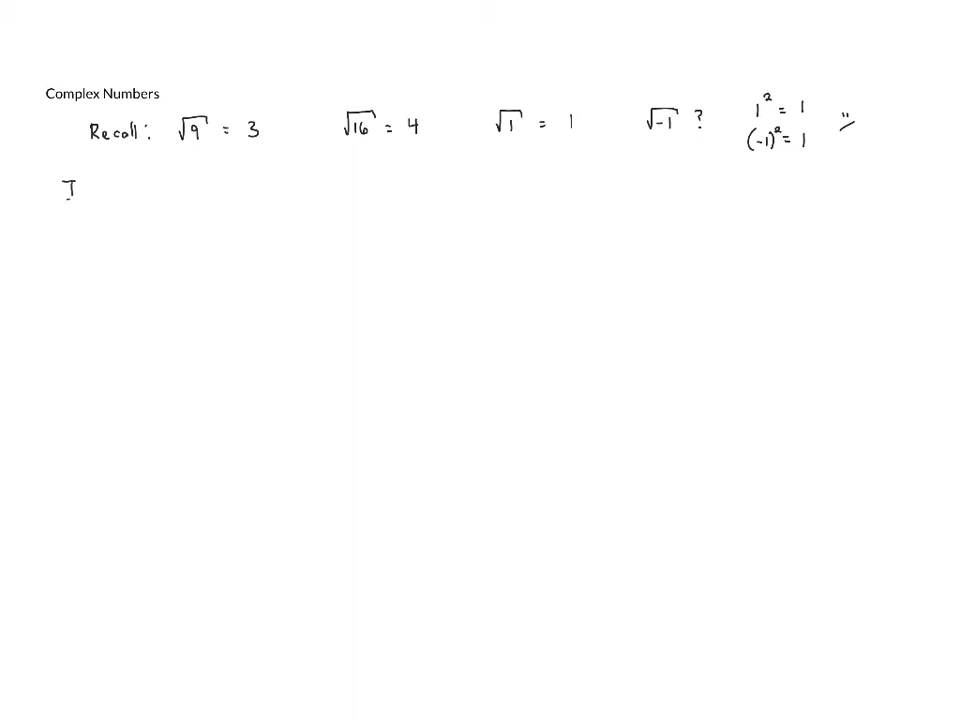 Complex Numbers
Recall: √9 = 3 √16 = 4 √1 = 1 √-1 ? 1² = 1
(-1)² = 1
I